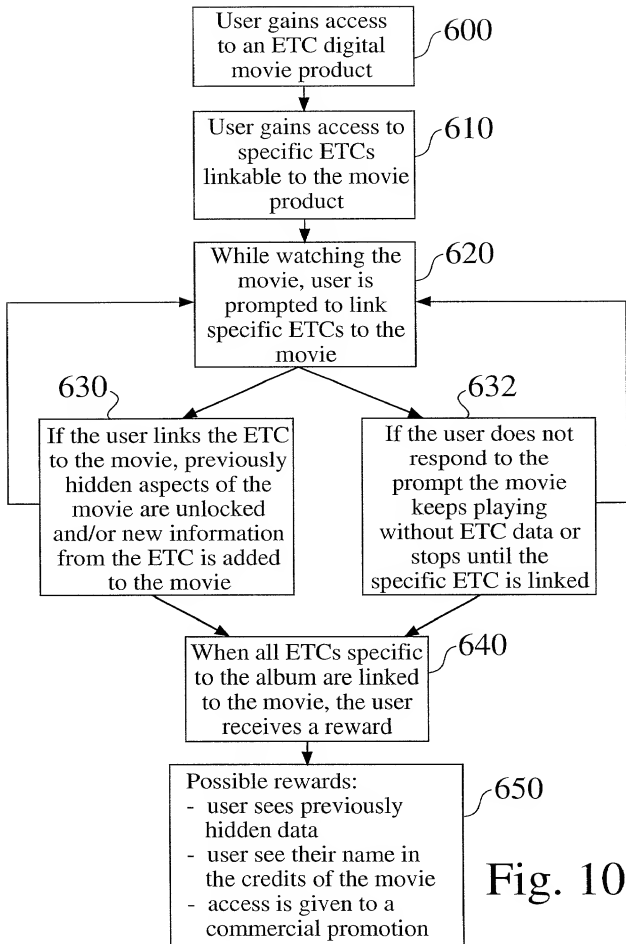 User gains access
to an ETC digital
movie product
600
User gains access to
specific ETCs
linkable to the movie
product
610
While watching the
movie, user is
prompted to link
specific ETCs to the
movie
620
630
If the user links the ETC
to the movie, previously
hidden aspects of the
movie are unlocked
and/or new information
from the ETC is added
to the movie
632
If the user does not
respond to the
prompt the movie
keeps playing
without ETC data or
stops until the
specific ETC is linked
When all ETCs specific
to the album are linked
to the movie, the user
receives a reward
640
Possible rewards:
- user sees previously
hidden data
- user see their name in
the credits of the movie
- access is given to a
commercial promotion
650
Fig. 10